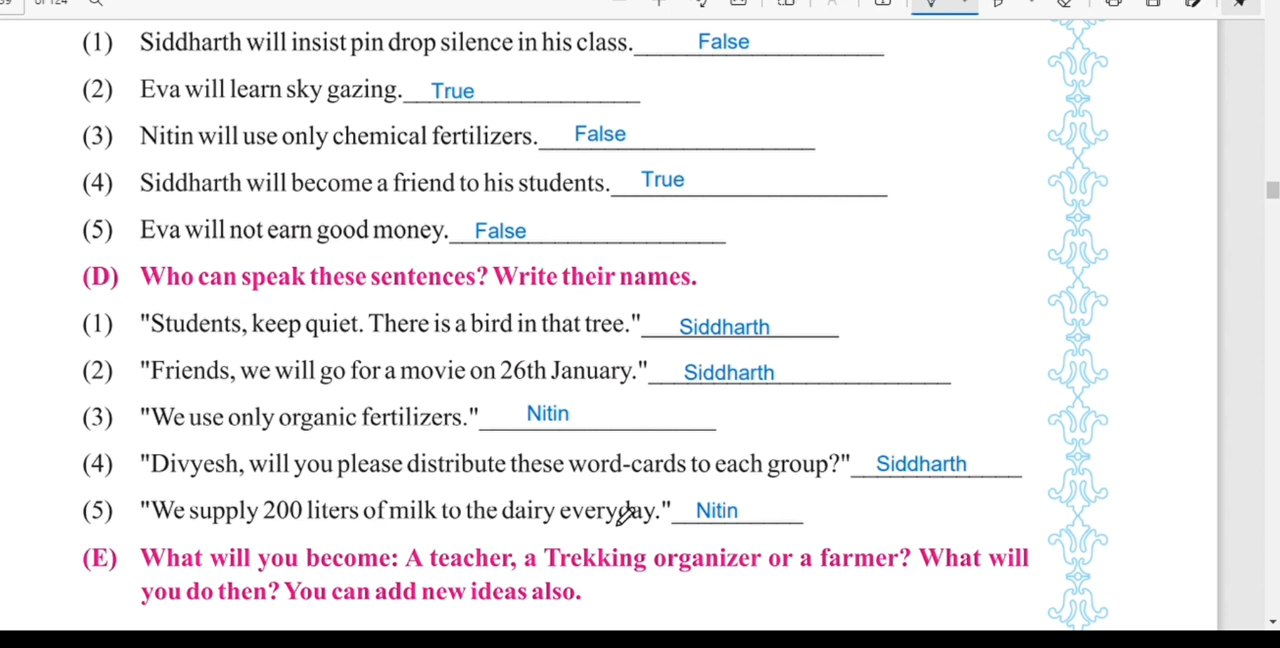 of 124
(1) Siddharth will insist pin drop silence in his class. False
(2) Eva will learn sky gazing. True
(3) Nitin will use only chemical fertilizers. False
(4) Siddharth will become a friend to his students. True
(5) Eva will not earn good money. False
(D) Who can speak these sentences? Write their names.
(1) "Students, keep quiet. There is a bird in that tree." Siddharth
(2) "Friends, we will go for a movie on 26th January." Siddharth
(3) "We use only organic fertilizers." Nitin
(4) "Divyesh, will you please distribute these word-cards to each group?" Siddharth
(5) "We supply 200 liters of milk to the dairy everyday." Nitin
(E) What will you become: A teacher, a Trekking organizer or a farmer? What will
you do then? You can add new ideas also.